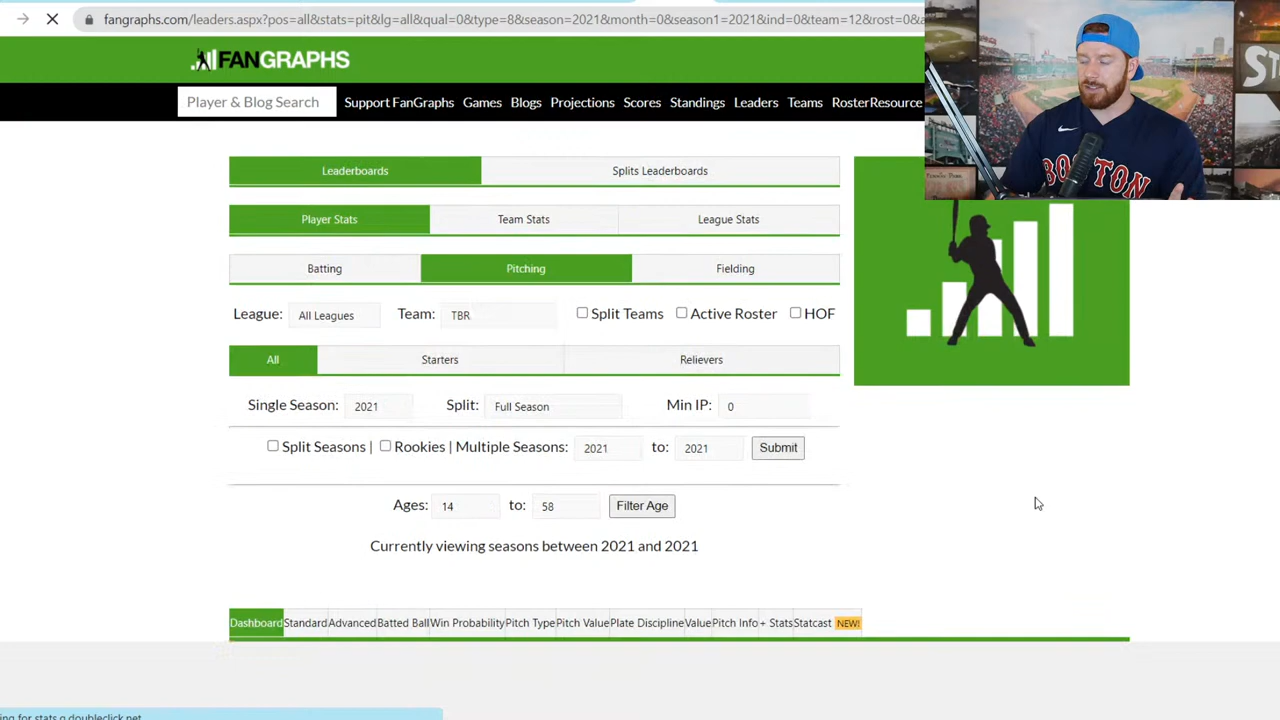 fangraphs.com/leaders.aspx?pos=all&stats=pit&lg=all&qual=0&type=8&season=2021&month=0&season1=2021&ind=0&team=12&rost=0&a
FANGRAPHS
Player & Blog Search Support FanGraphs Games Blogs Projections Scores Standings Leaders Teams RosterResource
BOSTON
Leaderboards Splits Leaderboards
Player Stats Team Stats League Stats
Batting Pitching Fielding
League: All Leagues Team: TBR Split Teams Active Roster HOF
All Starters Relievers
Single Season: 2021 Split: Full Season Min IP: 0
Split Seasons | Rookies | Multiple Seasons: 2021 to: 2021 Submit
Ages: 14 to: 58 Filter Age
Currently viewing seasons between 2021 and 2021
Dashboard Standard Advanced Batted Ball Win Probability Pitch Type Pitch Value Plate Discipline Value Pitch Info + Stats Statcast NEW!
ing for stats.g.doubleclick.net